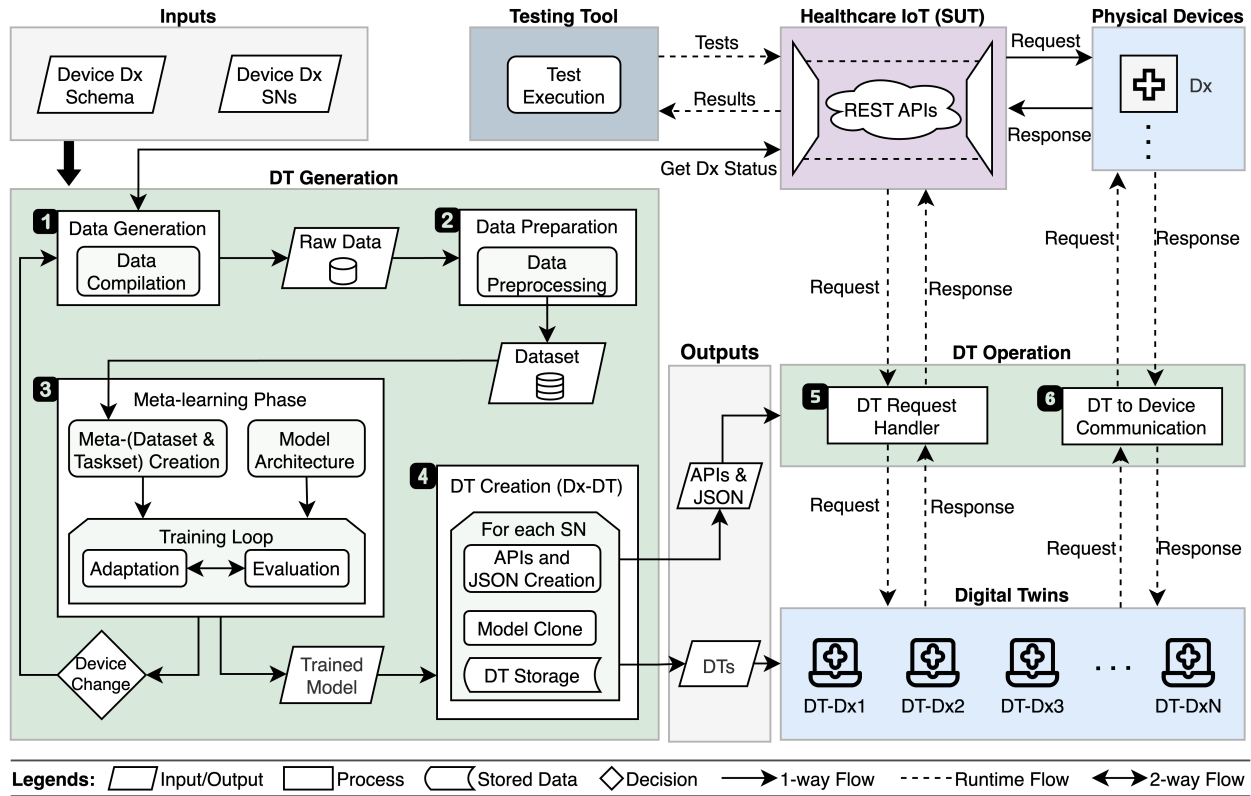 Inputs
Device Dx
Schema
Device Dx
SNs
Testing Tool
Test
Execution
Tests
Results
Healthcare IoT (SUT)
REST APIs
Get Dx Status
Request
Response
Physical Devices
Dx
DT Generation
1
Data Generation
Data
Compilation
Raw Data
2
Data Preparation
Data
Preprocessing
Dataset
3
Meta-learning Phase
Meta-(Dataset &
Taskset) Creation
Model
Architecture
Training Loop
Adaptation
Evaluation
Device
Change
Trained
Model
4
DT Creation (Dx-DT)
For each SN
APIs and
JSON Creation
Model Clone
DT Storage
Outputs
APIs &
JSON
DTs
Request
Response
Request
Response
DT Operation
5
DT Request
Handler
6
DT to Device
Communication
Request
Response
Request
Response
Digital Twins
DT-Dx1
DT-Dx2
DT-Dx3
DT-DxN
Legends:
Input/Output
Process
Stored Data
Decision
1-way Flow
Runtime Flow
2-way Flow